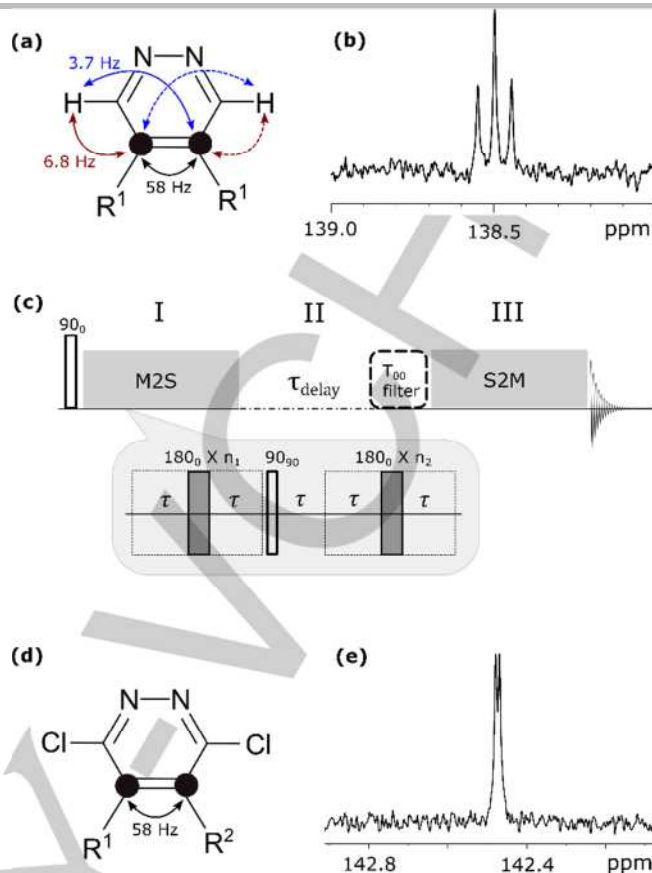 (a)
N N
3.7 Hz
H H
6.8 Hz
58 Hz
R¹ R¹
(b)
139.0 138.5 ppm
(c)
I II III
90₀
M2S
τdelay
T₀₀
filter
S2M
180₀ X n₁ 90₉₀ 180₀ X n₂
τ τ τ τ τ
(d)
N N
Cl Cl
58 Hz
R¹ R²
(e)
142.8 142.4 ppm